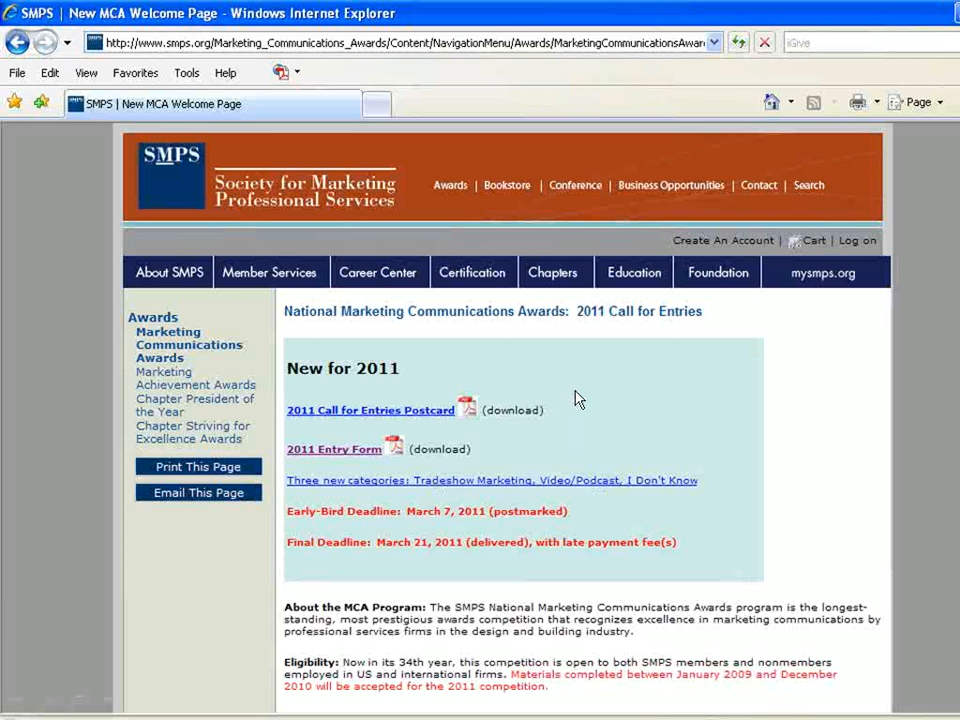 SMPS | New MCA Welcome Page - Windows Internet Explorer
http://www.smps.org/Marketing_Communications_Awards/Content/NavigationMenu/Awards/MarketingCommunicationsAwar
iGive
File Edit View Favorites Tools Help
SMPS | New MCA Welcome Page
Page
SMPS
Society for Marketing
Professional Services
Awards | Bookstore | Conference | Business Opportunities | Contact | Search
Create An Account | Cart | Log on
About SMPS Member Services Career Center Certification Chapters Education Foundation mysmps.org
Awards
Marketing
Communications
Awards
Marketing
Achievement Awards
Chapter President of
the Year
Chapter Striving for
Excellence Awards
Print This Page
Email This Page
National Marketing Communications Awards: 2011 Call for Entries
New for 2011
2011 Call for Entries Postcard (download)
2011 Entry Form (download)
Three new categories: Tradeshow Marketing, Video/Podcast, I Don't Know
Early-Bird Deadline: March 7, 2011 (postmarked)
Final Deadline: March 21, 2011 (delivered), with late payment fee(s)
About the MCA Program: The SMPS National Marketing Communications Awards program is the longest-
standing, most prestigious awards competition that recognizes excellence in marketing communications by
professional services firms in the design and building industry.
Eligibility: Now in its 34th year, this competition is open to both SMPS members and nonmembers
employed in US and international firms. Materials completed between January 2009 and December
2010 will be accepted for the 2011 competition.